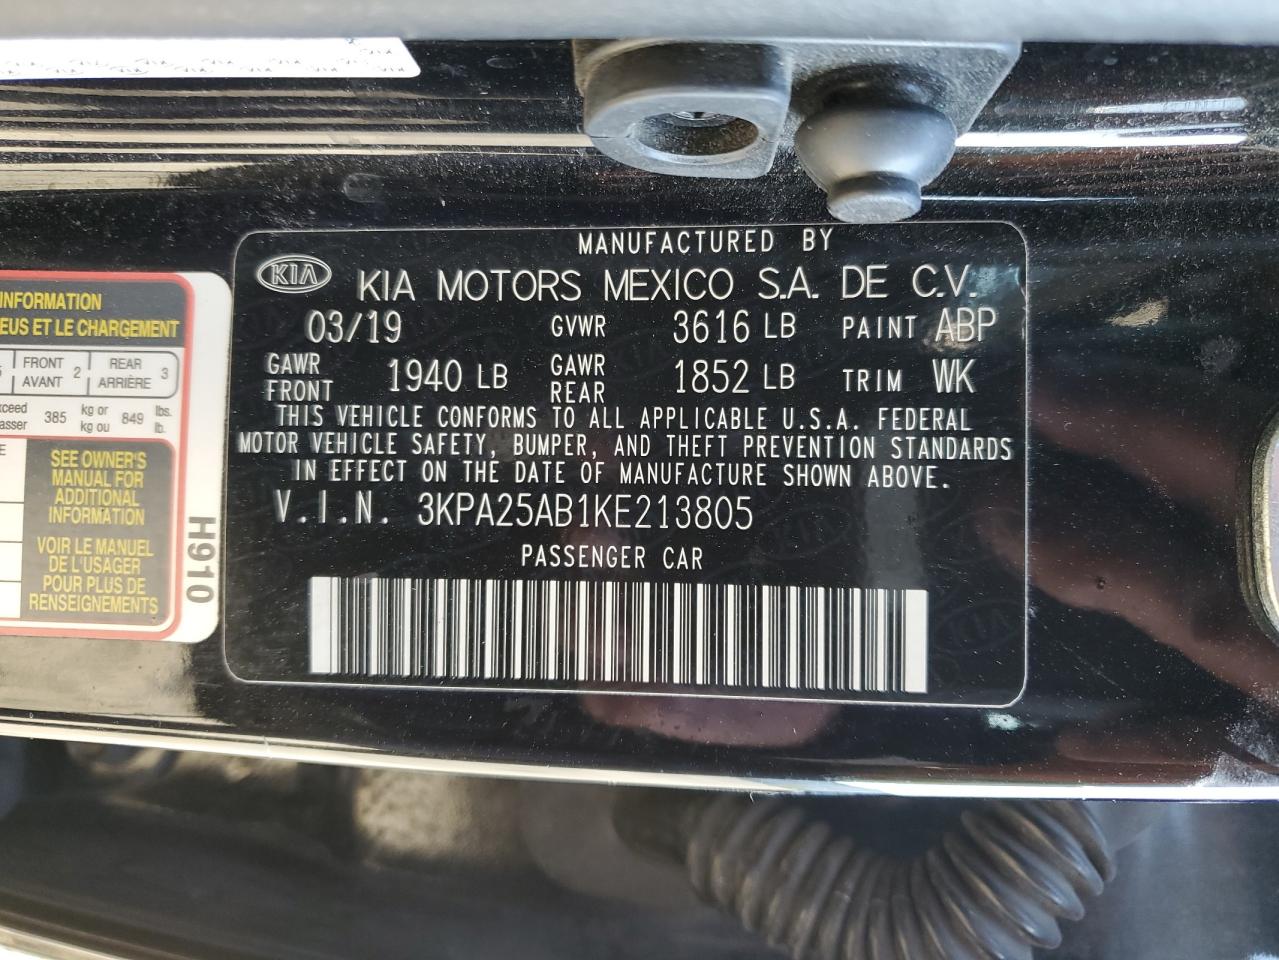 INFORMATION
EUS ET LE CHARGEMENT
FRONT 2 REAR 3
AVANT ARRIÈRE
xceed 385 kg or 849 lbs.
asser kg ou lb.
SEE OWNER'S
MANUAL FOR
ADDITIONAL
INFORMATION
VOIR LE MANUEL
DE L'USAGER
POUR PLUS DE
RENSEIGNEMENTS
H910
MANUFACTURED BY
KIA KIA MOTORS MEXICO S.A. DE C.V.
03/19 GVWR 3616 LB PAINT ABP
GAWR FRONT 1940 LB GAWR REAR 1852 LB TRIM WK
THIS VEHICLE CONFORMS TO ALL APPLICABLE U.S.A. FEDERAL
MOTOR VEHICLE SAFETY, BUMPER, AND THEFT PREVENTION STANDARDS
IN EFFECT ON THE DATE OF MANUFACTURE SHOWN ABOVE.
V.I.N. 3KPA25AB1KE213805
PASSENGER CAR